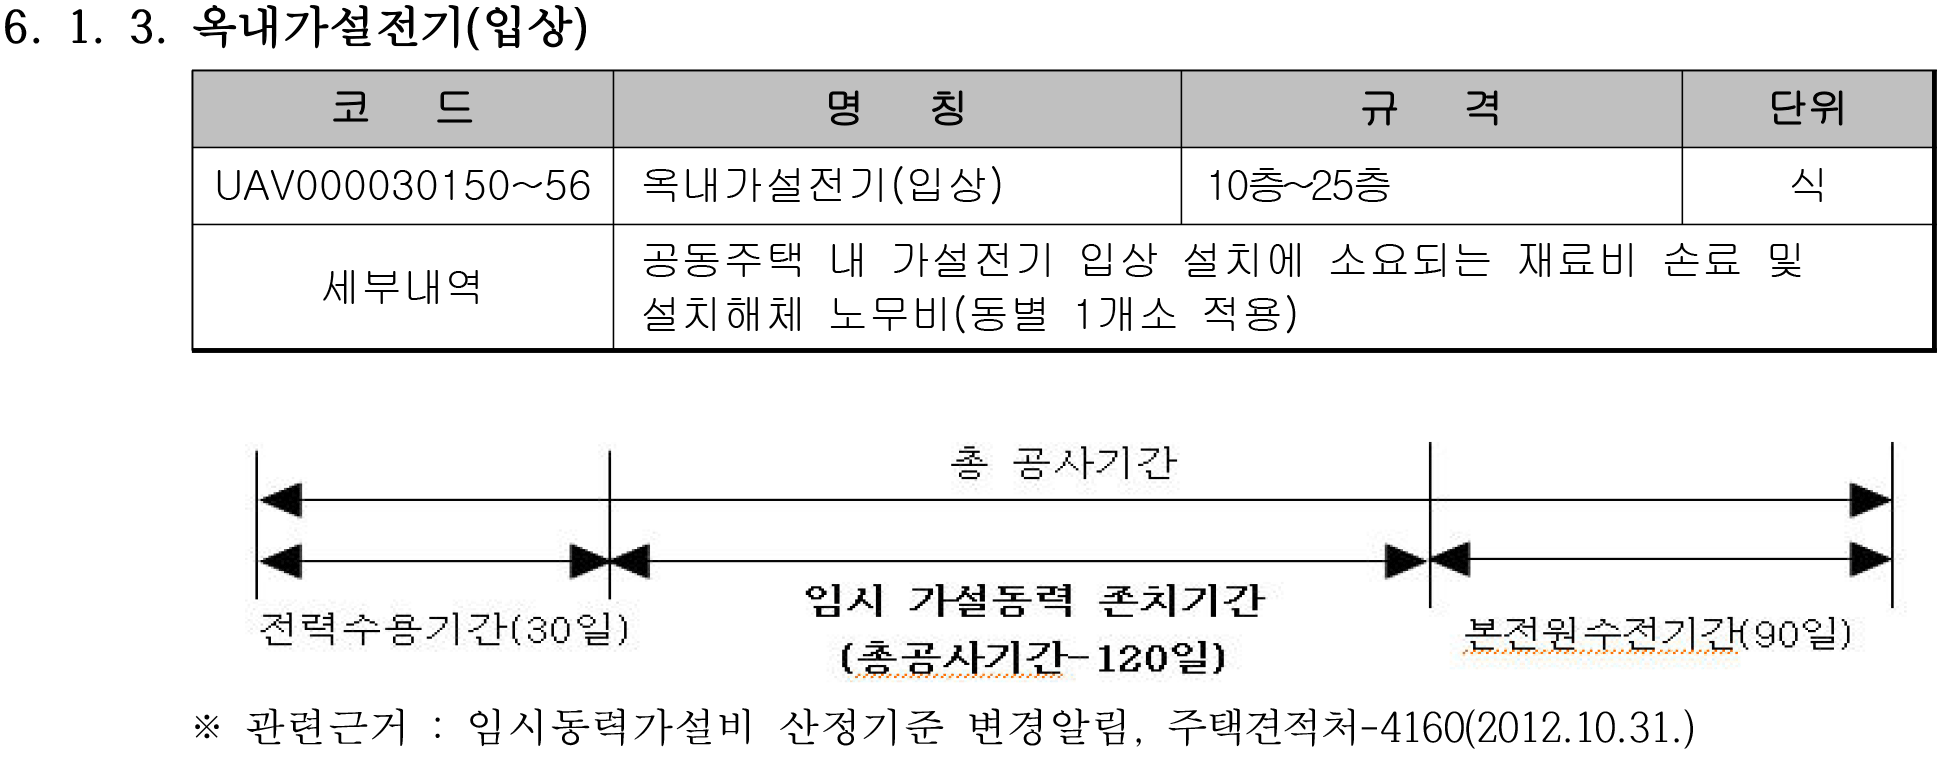 6. 1. 3. 옥내가설전기(입상)
코 드 명 칭 규 격 단위
UAV000030150~56 옥내가설전기(입상) 10층~25층 식
세부내역
공동주택 내 가설전기 입상 설치에 소요되는 재료비 손료 및
설치해체 노무비(동별 1개소 적용)
총 공사기간
전력수용기간(30일)
임시 가설동력 존치기간
(총공사기간-120일)
본전원수전기간(90일)
※ 관련근거 : 임시동력가설비 산정기준 변경알림, 주택견적처-4160(2012.10.31.)